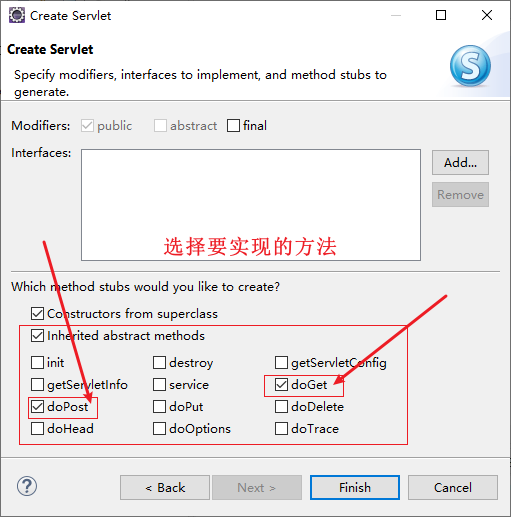 Create Servlet
Create Servlet
Specify modifiers, interfaces to implement, and method stubs to
generate.
S
Modifiers: public abstract final
Interfaces:
Add...
Remove
选择要实现的方法
Which method stubs would you like to create?
Constructors from superclass
Inherited abstract methods
init destroy getServletConfig
getServletInfo service doGet
doPost doPut doDelete
doHead doOptions doTrace
? < Back Next > Finish Cancel